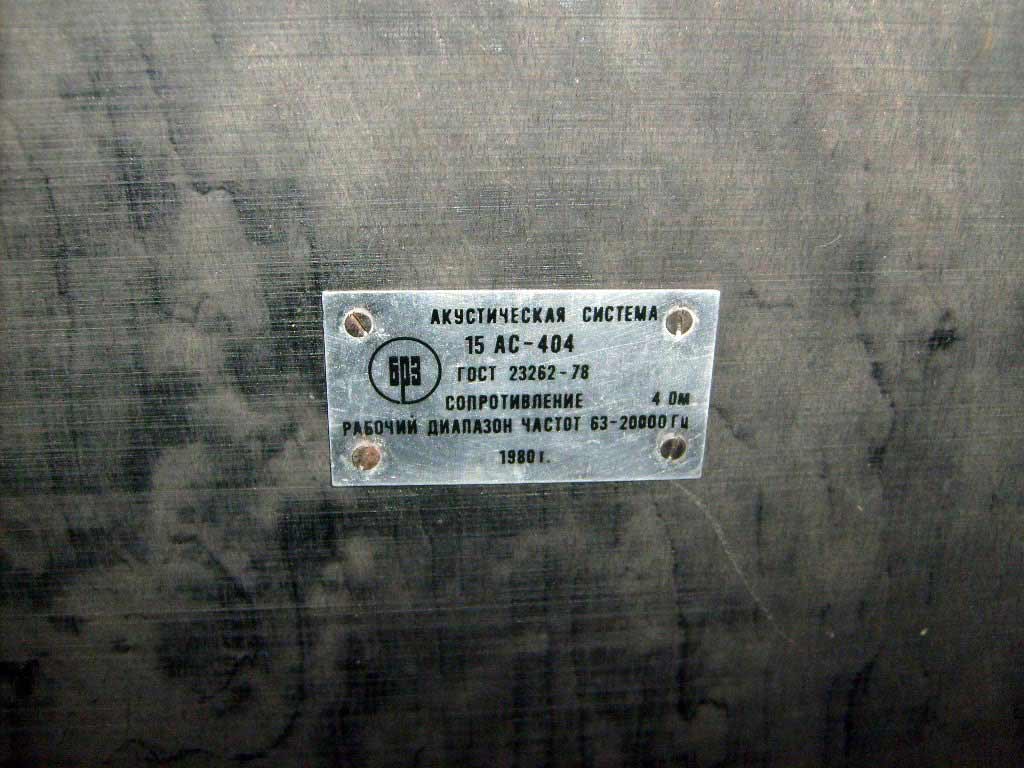 АКУСТИЧЕСКАЯ СИСТЕМА
15 АС-404
БРЗ
ГОСТ 23262-78
СОПРОТИВЛЕНИЕ 4 Ом
РАБОЧИЙ ДИАПАЗОН ЧАСТОТ 63-20000 Гц
1980 г.